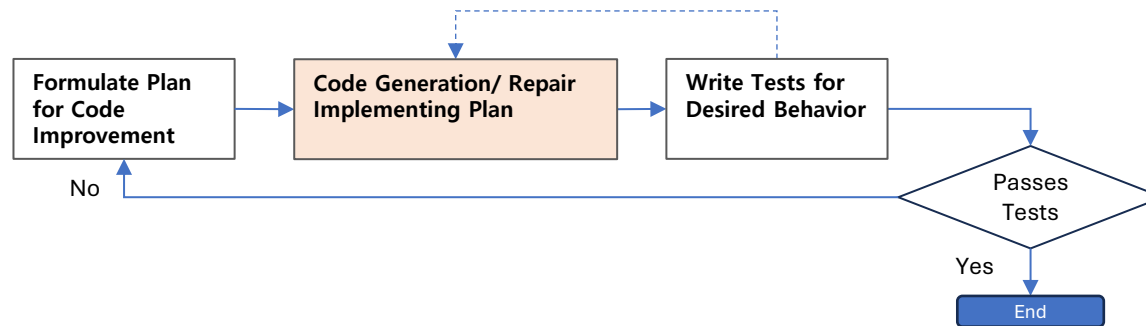 Formulate Plan
for Code
Improvement
Code Generation/ Repair
Implementing Plan
Write Tests for
Desired Behavior
Passes
Tests
No
Yes
End